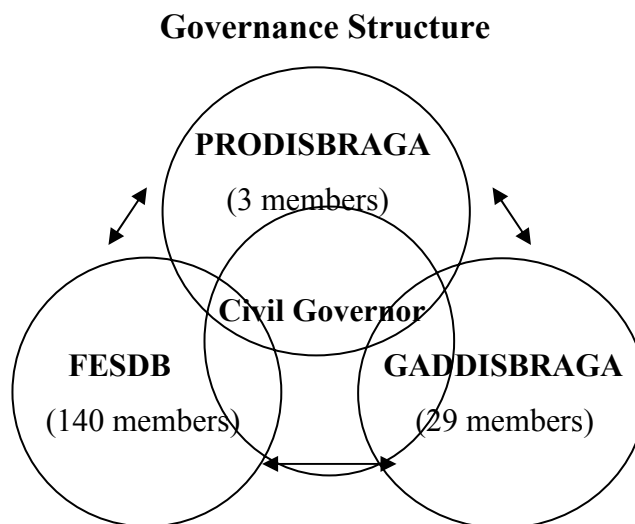 Governance Structure
PRODISBRAGA
(3 members)
Civil Governor
FESDB
(140 members)
GADDISBRAGA
(29 members)